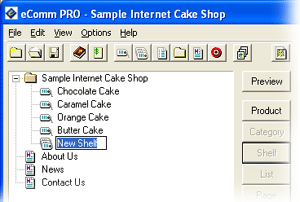 eComm PRO - Sample Internet Cake Shop
File Edit View Options Help
Sample Internet Cake Shop
Chocolate Cake
Caramel Cake
Orange Cake
Butter Cake
New Shelf
About Us
News
Contact Us
Preview
Product
Category
Shelf
List
Page